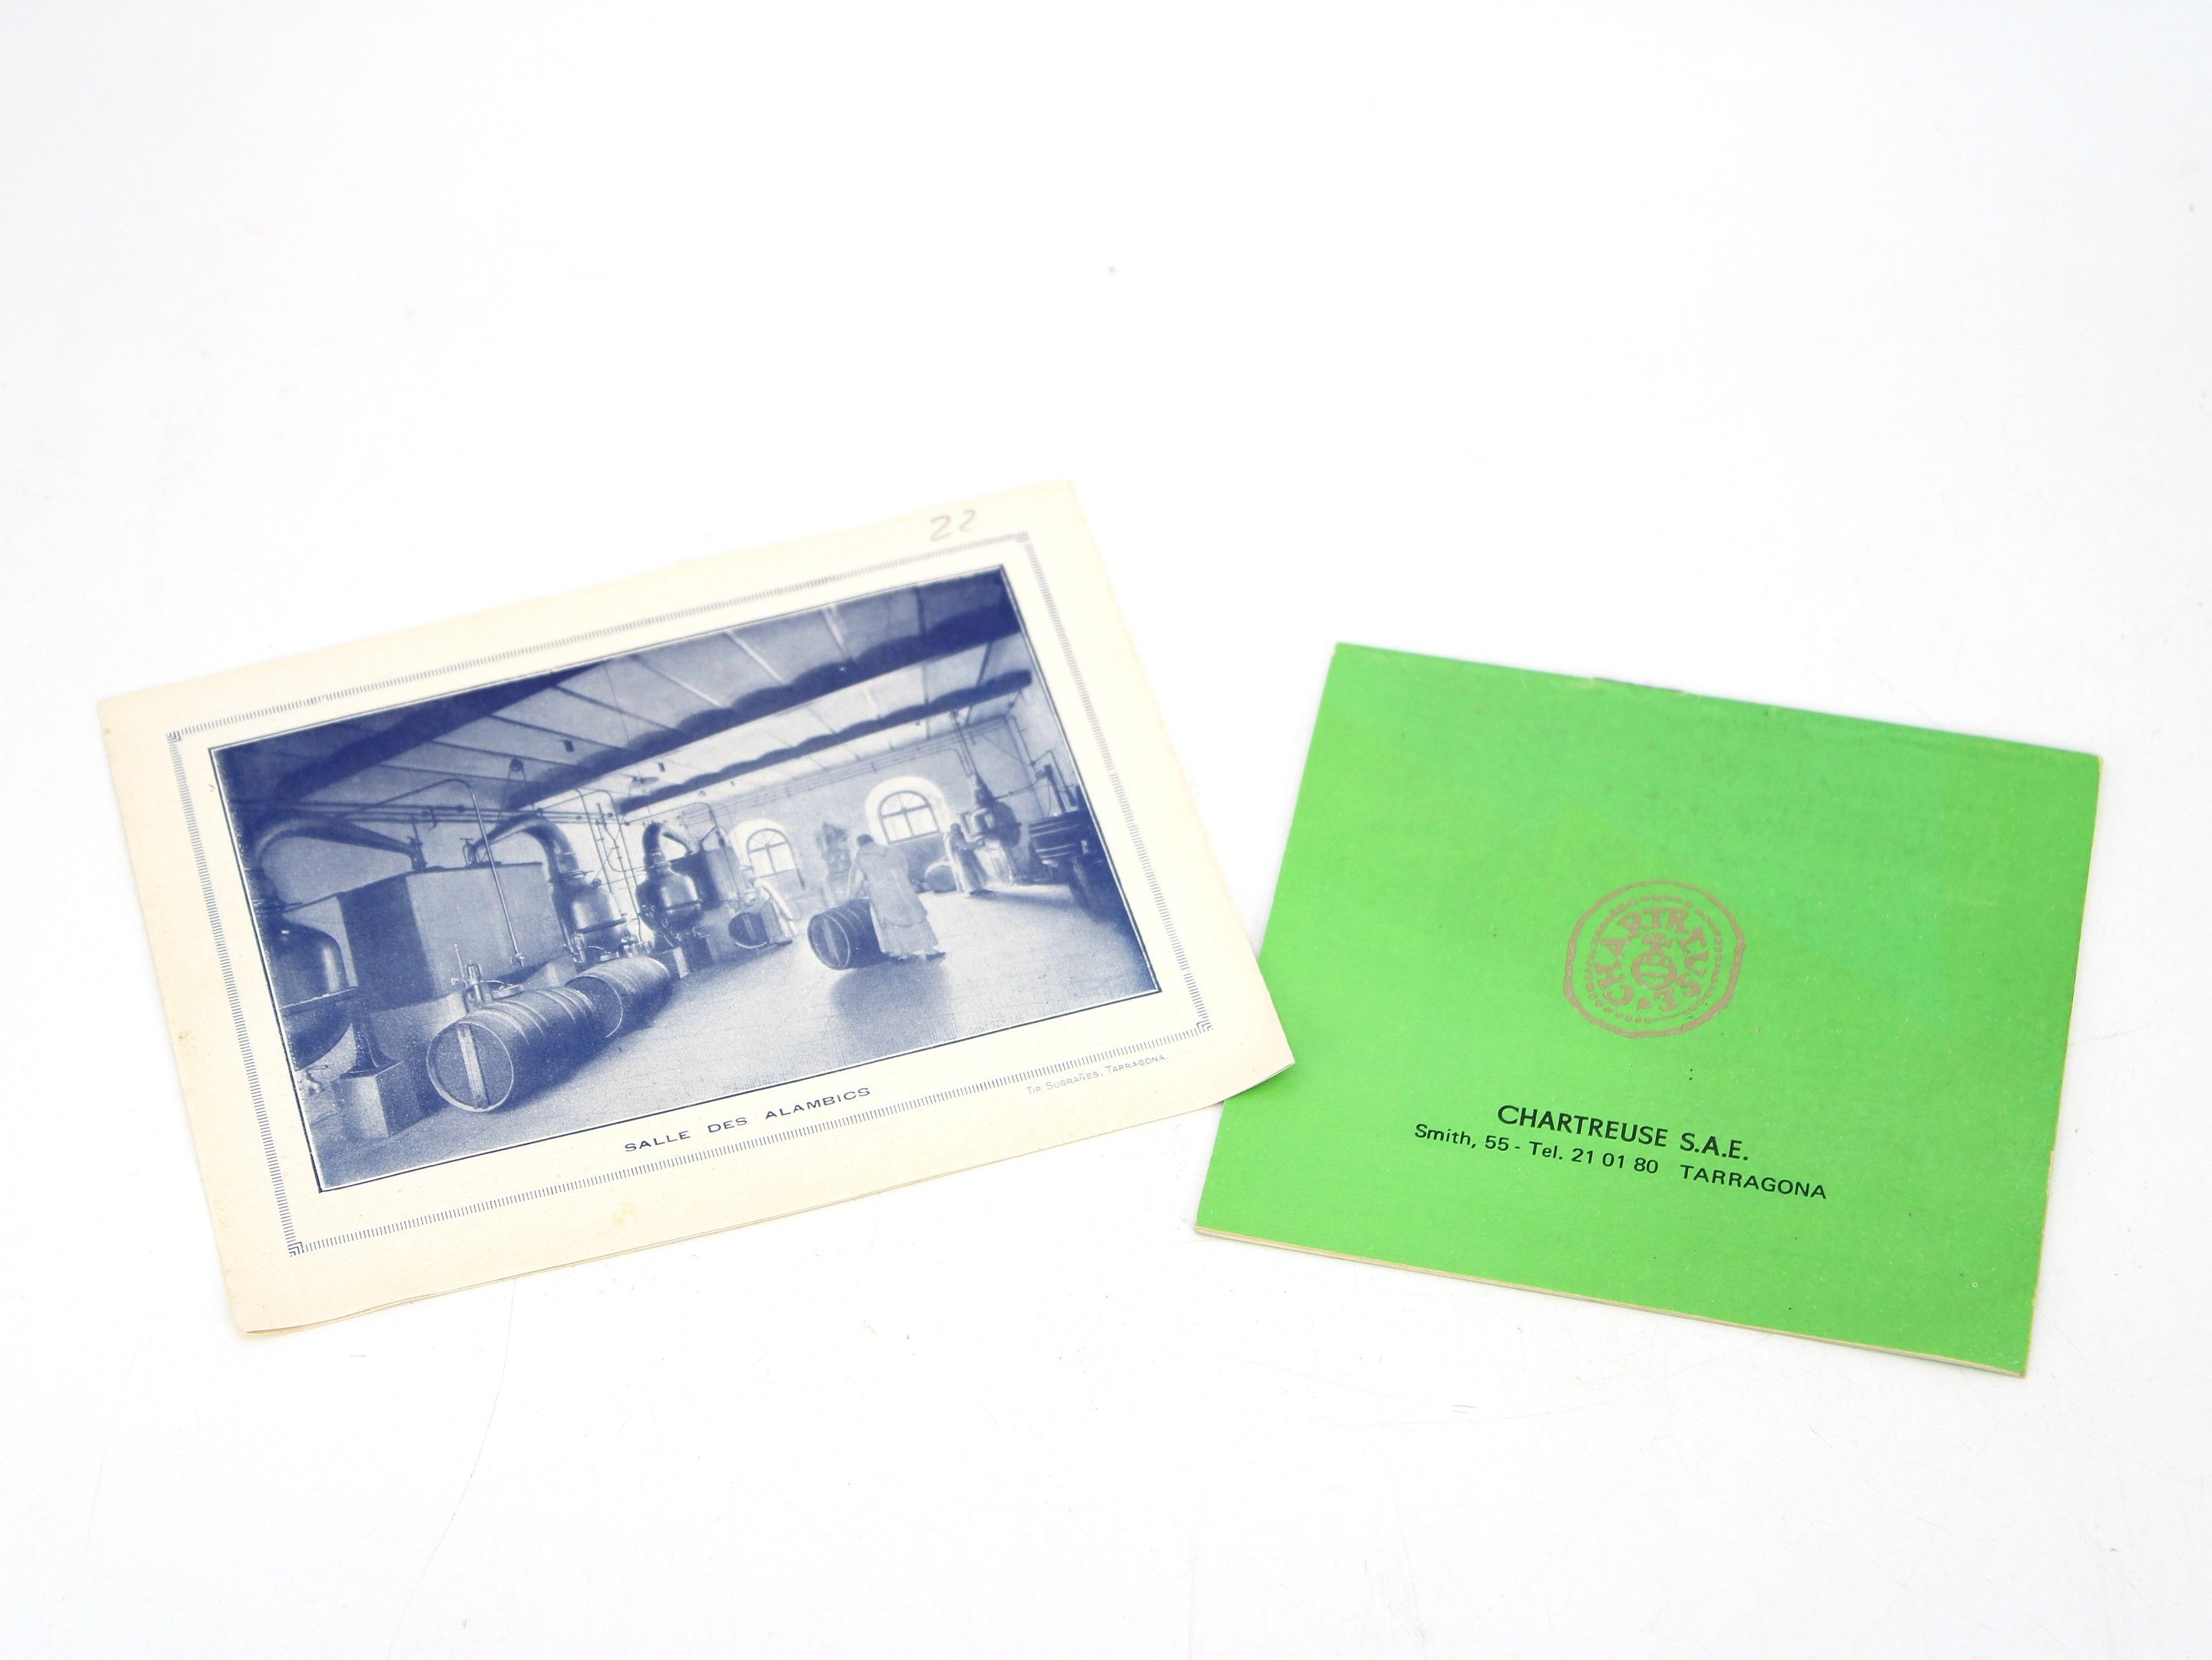 22
SALLE DES ALAMBICS
TIP. SUGRAÑES, TARRAGONA.
CHARTREUSE
CHARTREUSE S.A.E.
Smith, 55 - Tel. 21 01 80 TARRAGONA